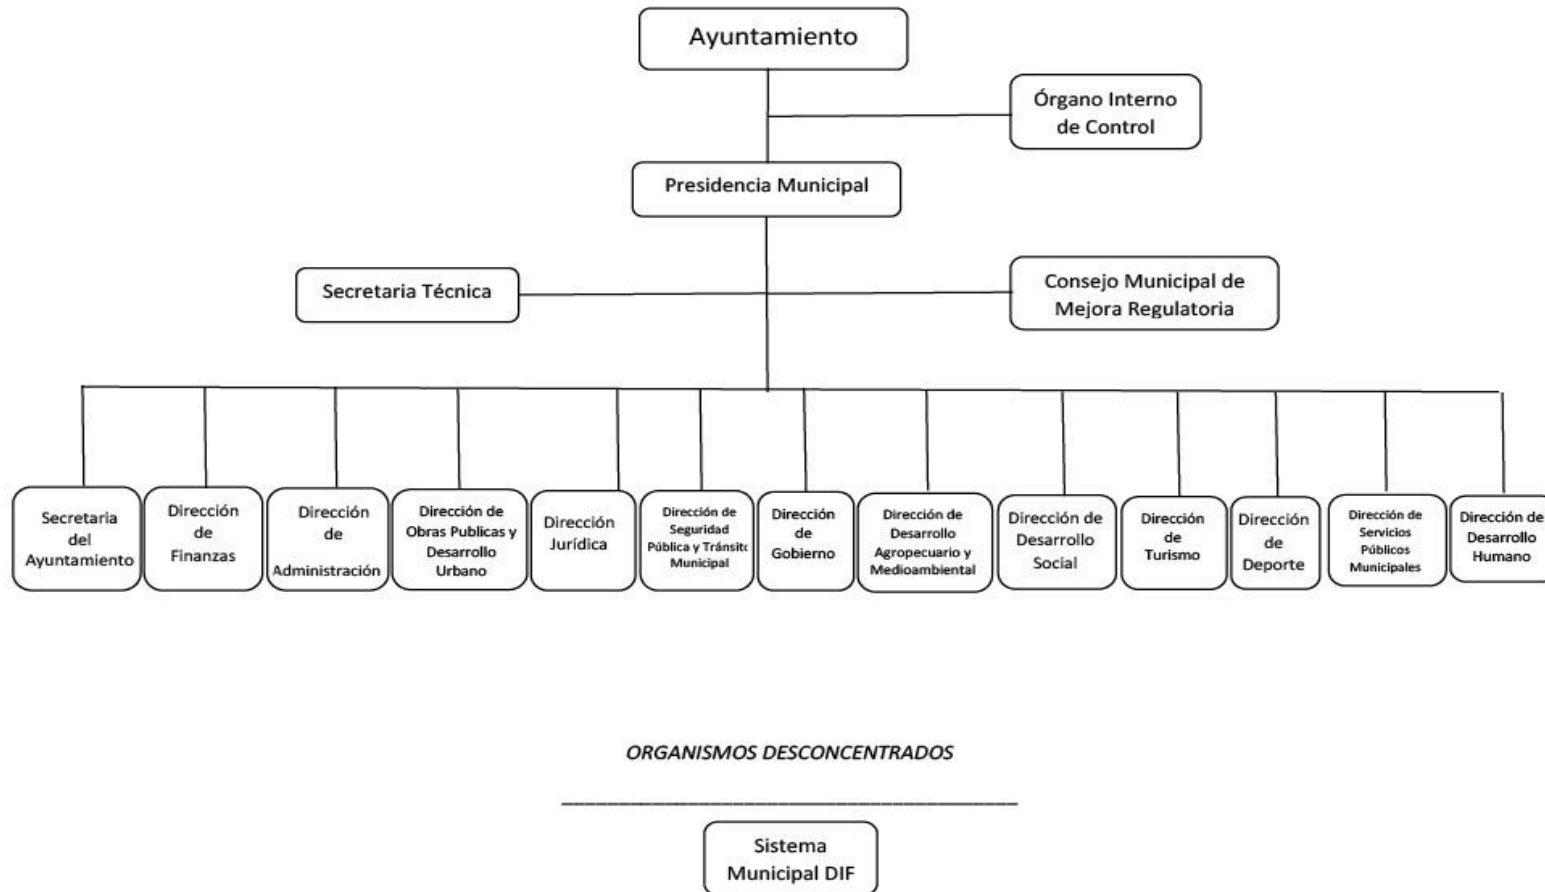 Ayuntamiento
Órgano Interno
de Control
Presidencia Municipal
Secretaria Técnica
Consejo Municipal de
Mejora Regulatoria
Secretaria
del
Ayuntamiento
Dirección
de
Finanzas
Dirección
de
Administración
Dirección de
Obras Publicas y
Desarrollo
Urbano
Dirección
Jurídica
Dirección de
Seguridad
Pública y Tránsito
Municipal
Dirección
de
Gobierno
Dirección de
Desarrollo
Agropecuario y
Medioambiental
Dirección de
Desarrollo
Social
Dirección
de
Turismo
Dirección
de
Deporte
Dirección de
Servicios
Públicos
Municipales
Dirección de
Desarrollo
Humano
ORGANISMOS DESCONCENTRADOS
Sistema
Municipal DIF